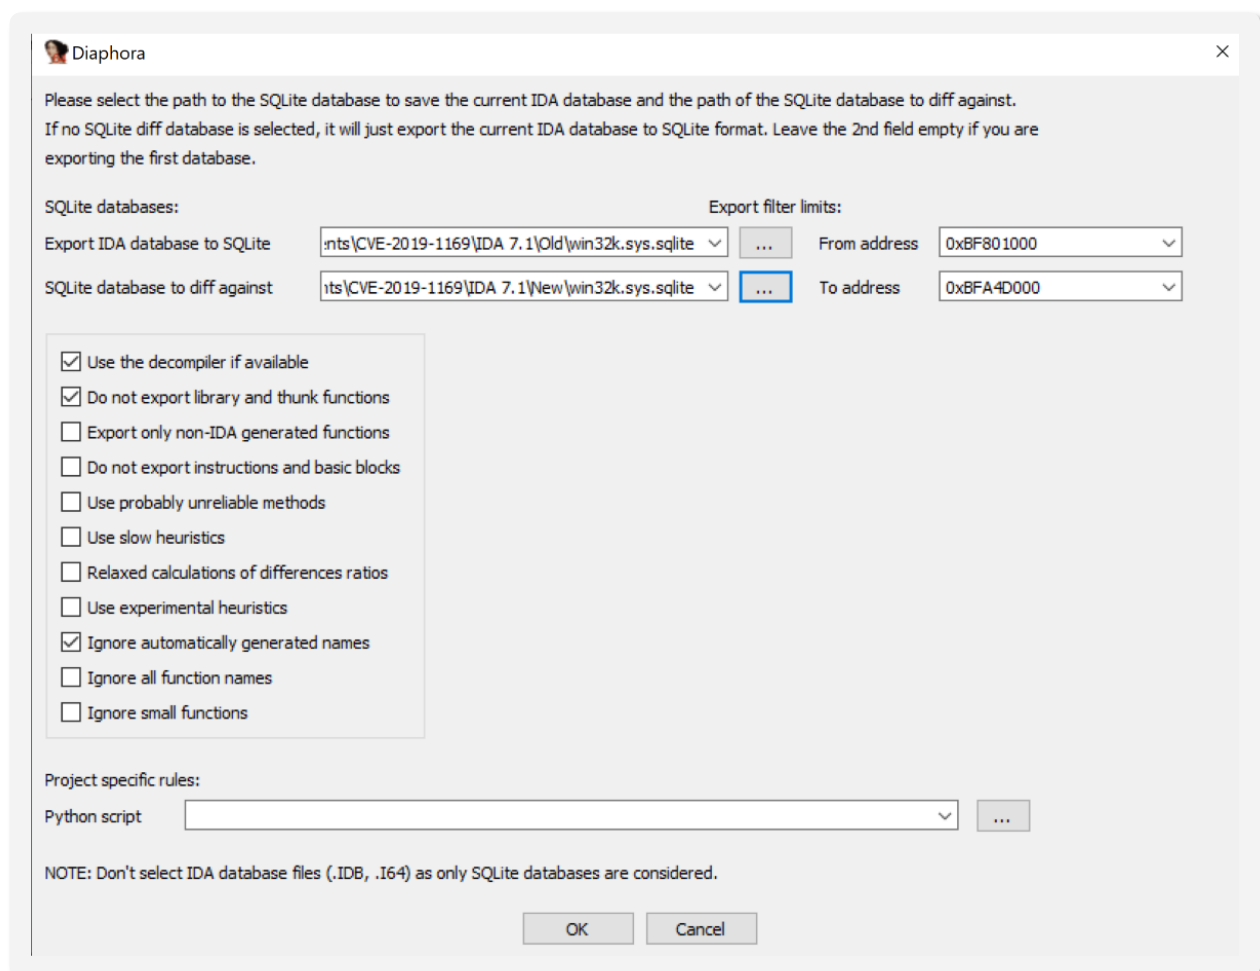 Diaphora
Please select the path to the SQLite database to save the current IDA database and the path of the SQLite database to diff against.
If no SQLite diff database is selected, it will just export the current IDA database to SQLite format. Leave the 2nd field empty if you are
exporting the first database.
SQLite databases: Export filter limits:
Export IDA database to SQLite nts\CVE-2019-1169\IDA 7.1\Old\win32k.sys.sqlite ... From address 0xBF801000
SQLite database to diff against nts\CVE-2019-1169\IDA 7.1\New\win32k.sys.sqlite ... To address 0xBFA4D000
Use the decompiler if available
Do not export library and thunk functions
Export only non-IDA generated functions
Do not export instructions and basic blocks
Use probably unreliable methods
Use slow heuristics
Relaxed calculations of differences ratios
Use experimental heuristics
Ignore automatically generated names
Ignore all function names
Ignore small functions
Project specific rules:
Python script ...
NOTE: Don't select IDA database files (.IDB, .I64) as only SQLite databases are considered.
OK Cancel